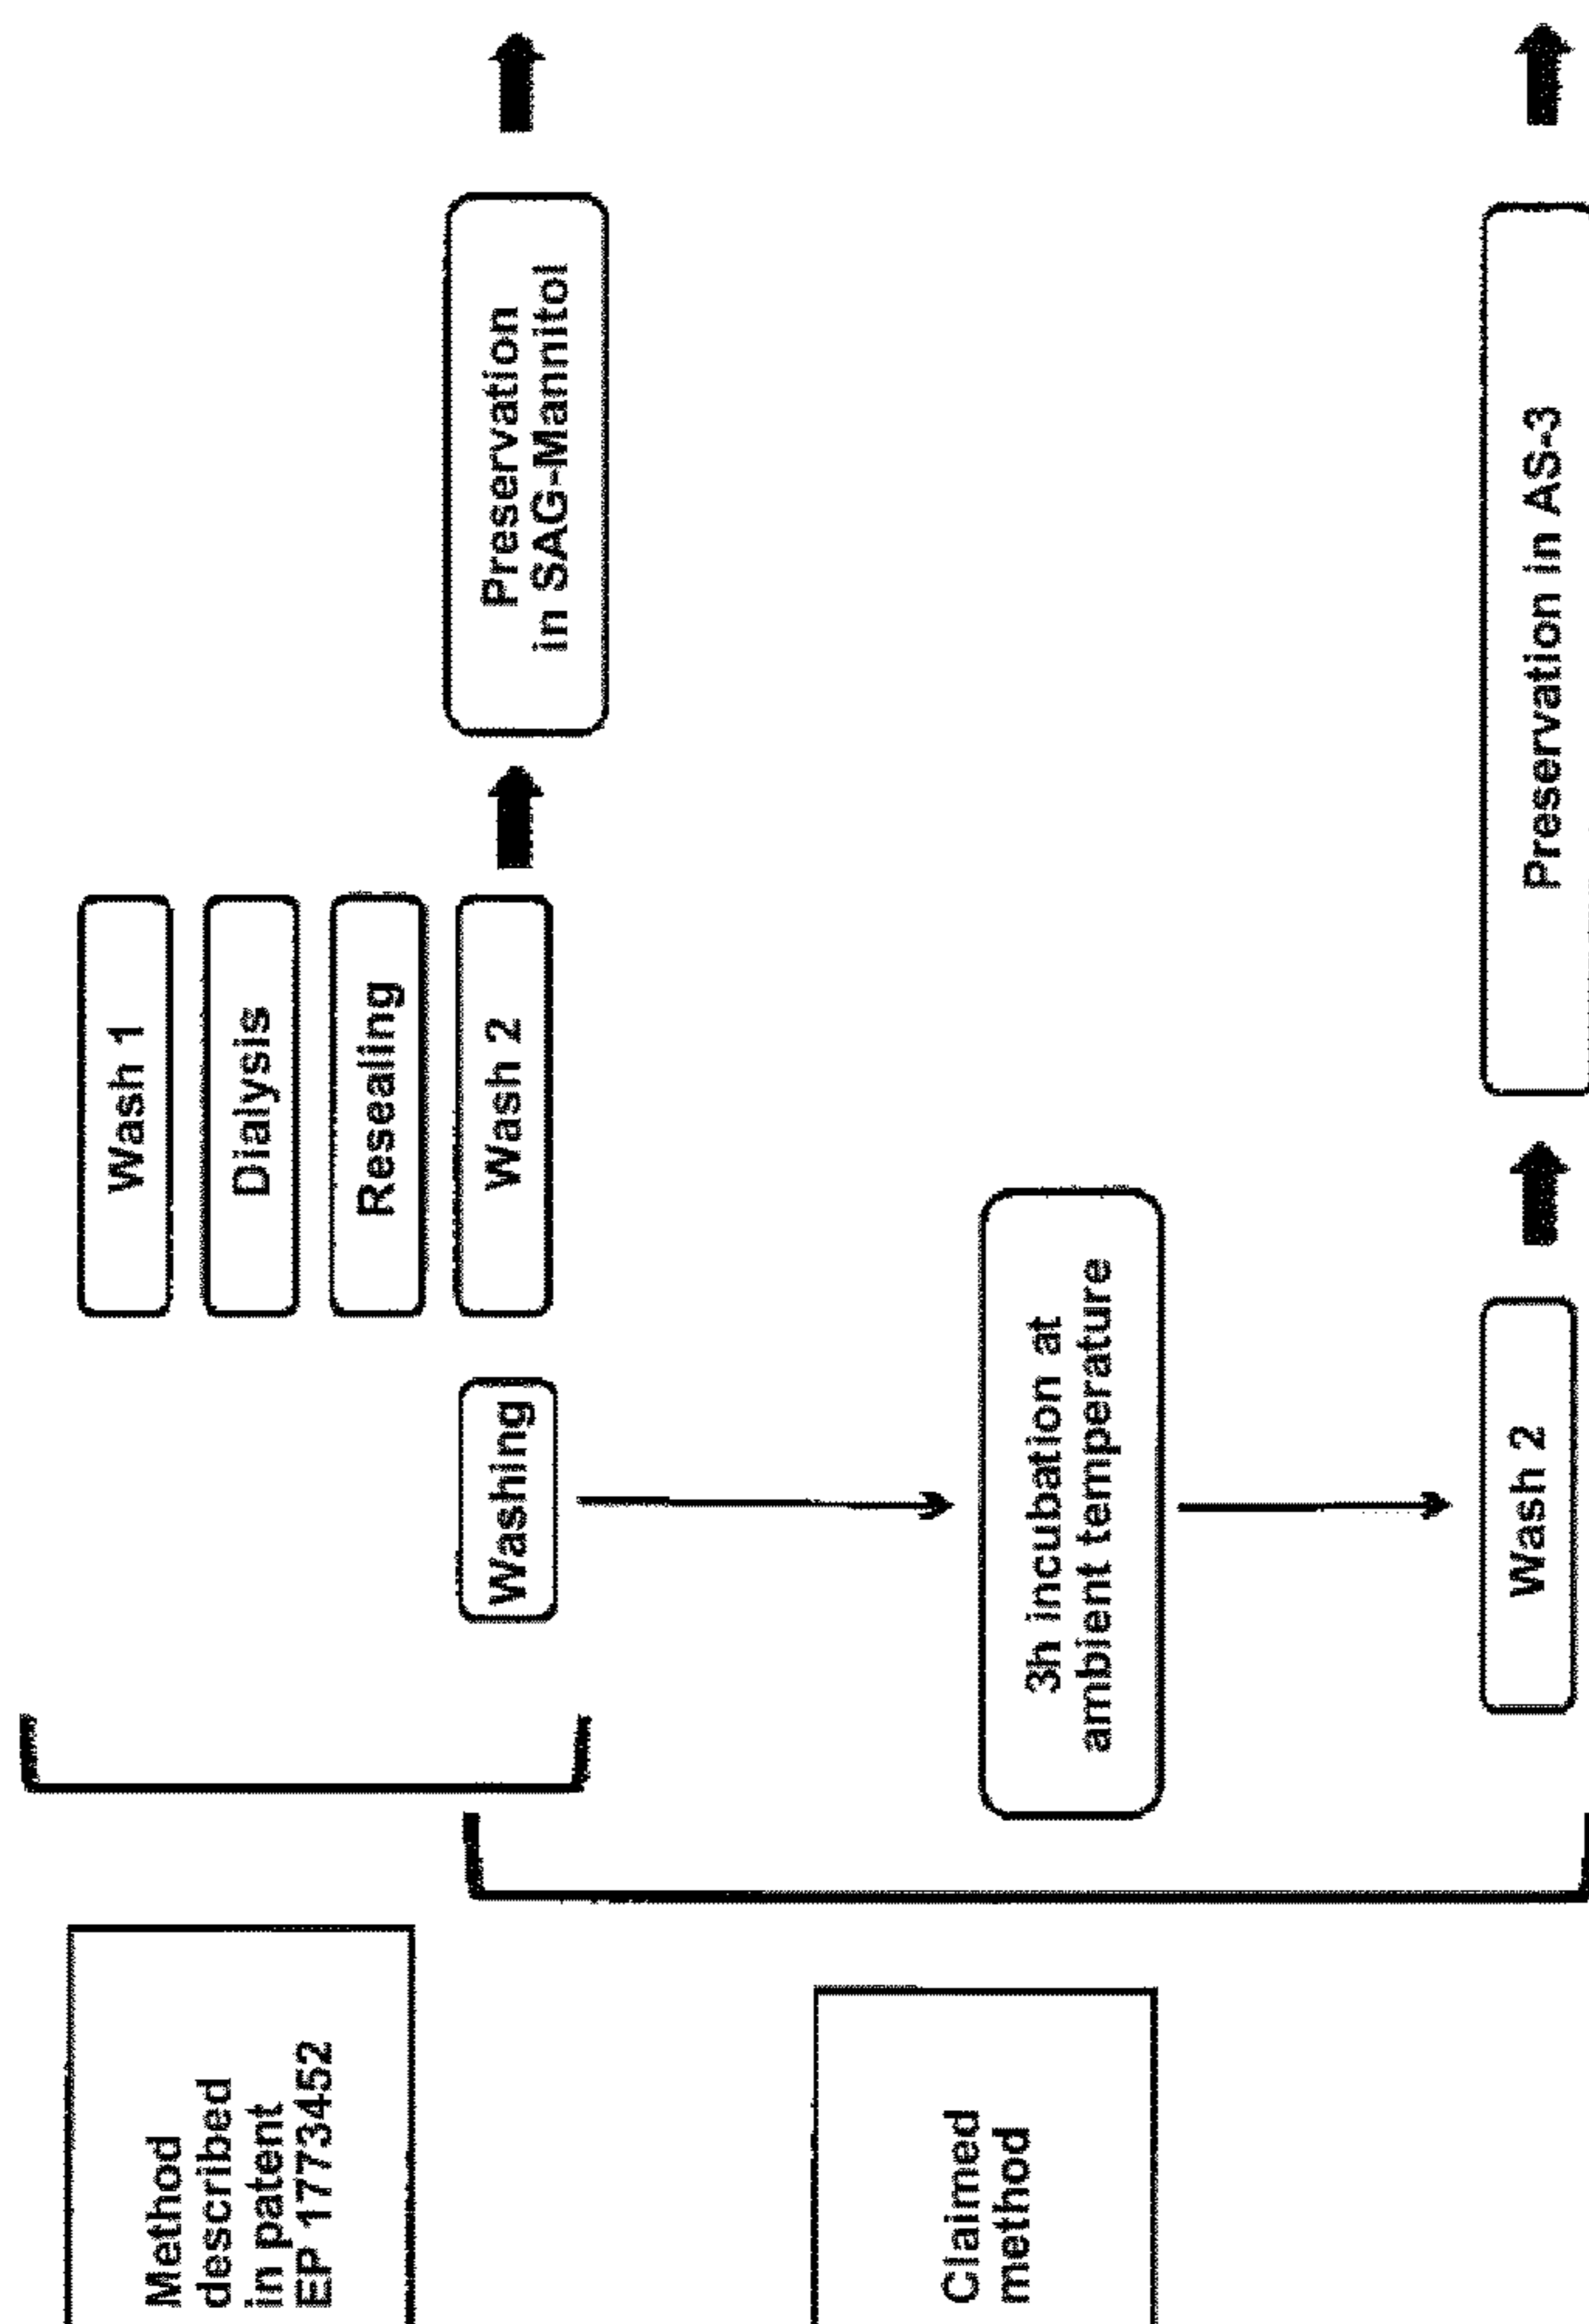 Method
described
in patent
EP 1773452
Wash 1
Dialysis
Resealing
Washing
Wash 2
Preservation
in SAG-Mannitol
Claimed
method
3h incubation at
ambient temperature
Wash 2
Preservation in AS-3